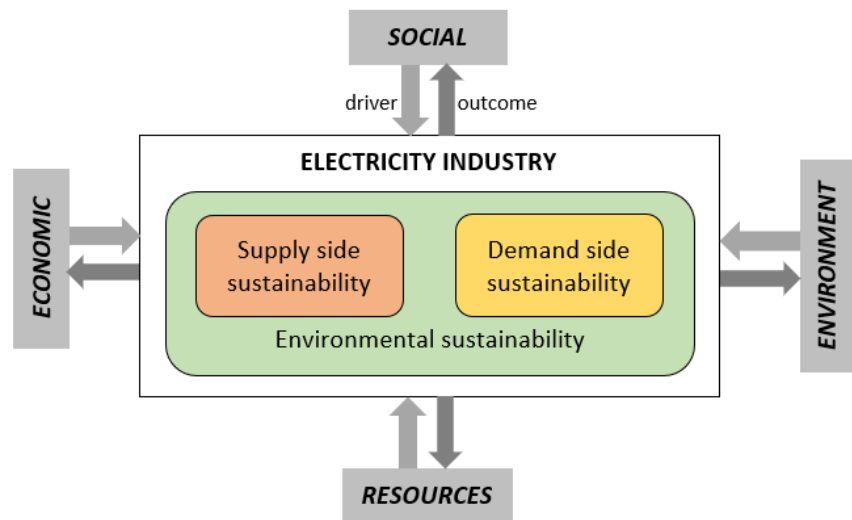 SOCIAL
driver
outcome
ELECTRICITY INDUSTRY
ECONOMIC
Supply side
sustainability
Demand side
sustainability
Environmental sustainability
ENVIRONMENT
RESOURCES